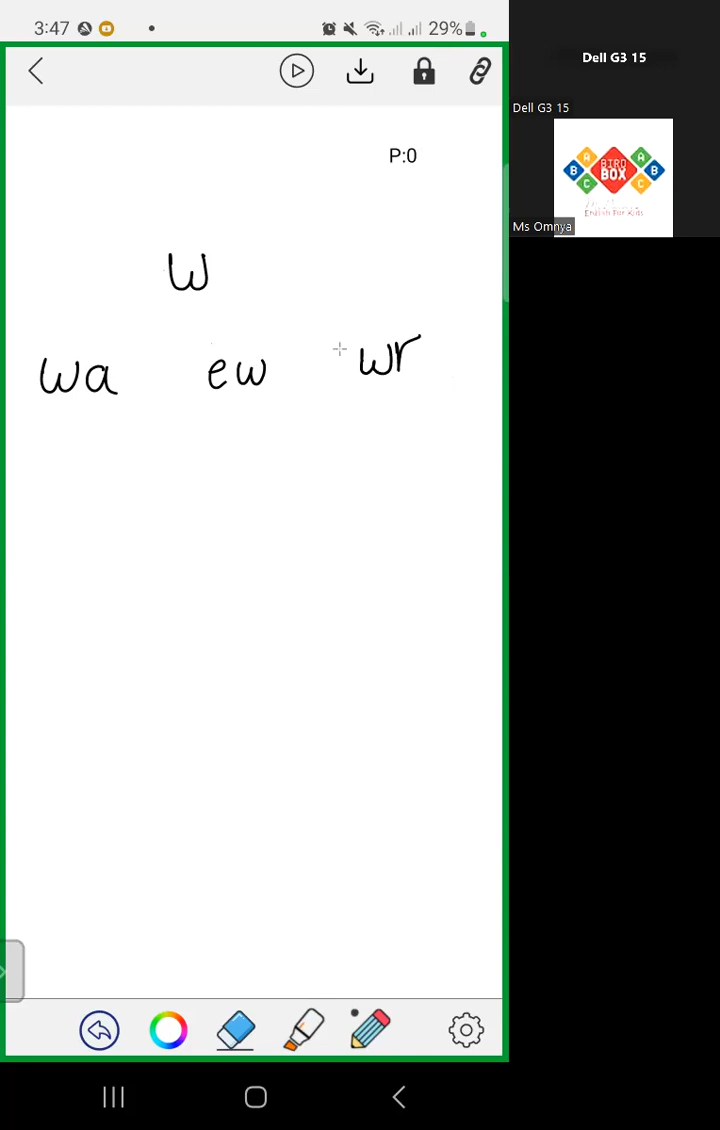 3:47 29%
Dell G3 15
P:0
Dell G3 15
A A
B BIRD BOX B
C C
English For Kids
Ms Omnya
w
wa ew wr